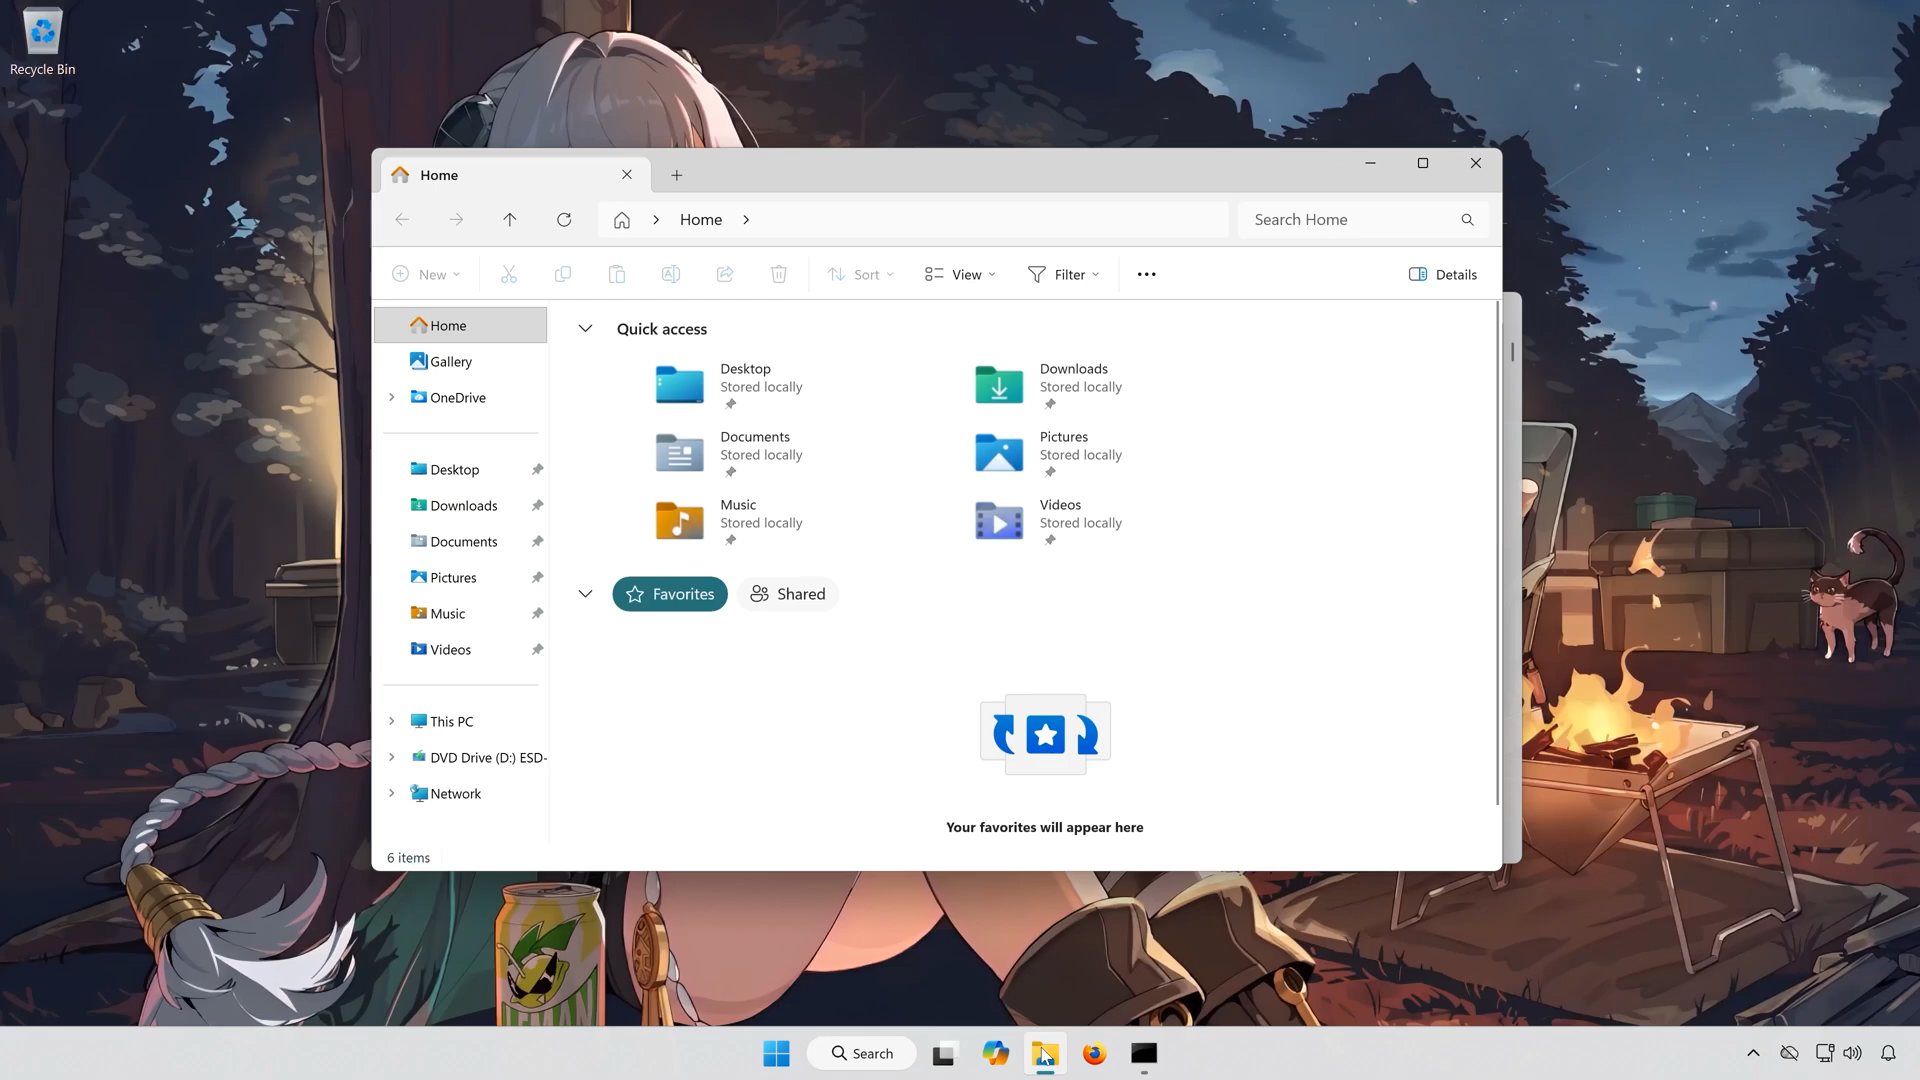 Recycle Bin
Home
Home
Search Home
New
Sort
View
Filter
Details
Home
Gallery
OneDrive
Desktop
Downloads
Documents
Pictures
Music
Videos
This PC
DVD Drive (D:) ESD-
Network
Quick access
Desktop
Stored locally
Downloads
Stored locally
Documents
Stored locally
Pictures
Stored locally
Music
Stored locally
Videos
Stored locally
Favorites
Shared
Your favorites will appear here
6 items
Search